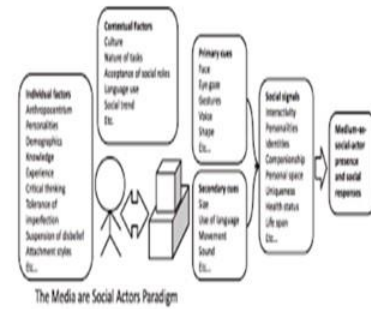 Contextual Factors
Culture
Nature of tasks
Acceptance of social roles
Language use
Social trend
Etc.
Individual factors
Anthropocentrism
Personalities
Demographics
Knowledge
Experience
Critical thinking
Tolerance of
imperfection
Suspension of disbelief
Attachment styles
Etc...
Primary cues
Face
Eye gaze
Gestures
Voice
Shape
Etc...
Secondary cues
Size
Use of language
Movement
Sound
Etc...
Social signals
Interactivity
Personalities
Identities
Companionship
Personal space
Uniqueness
Health status
Life span
Etc...
Medium-as-
social-actor
presence
and social
responses
The Media are Social Actors Paradigm